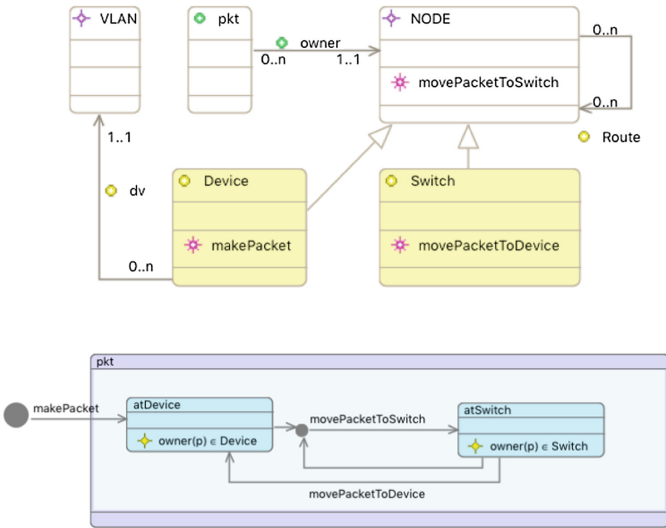 VLAN
pkt
NODE
owner
0..n
1..1
0..n
movePacketToSwitch
0..n
Route
1..1
dv
0..n
Device
makePacket
Switch
movePacketToDevice
pkt
makePacket
atDevice
owner(p) ∈ Device
movePacketToSwitch
atSwitch
owner(p) ∈ Switch
movePacketToDevice